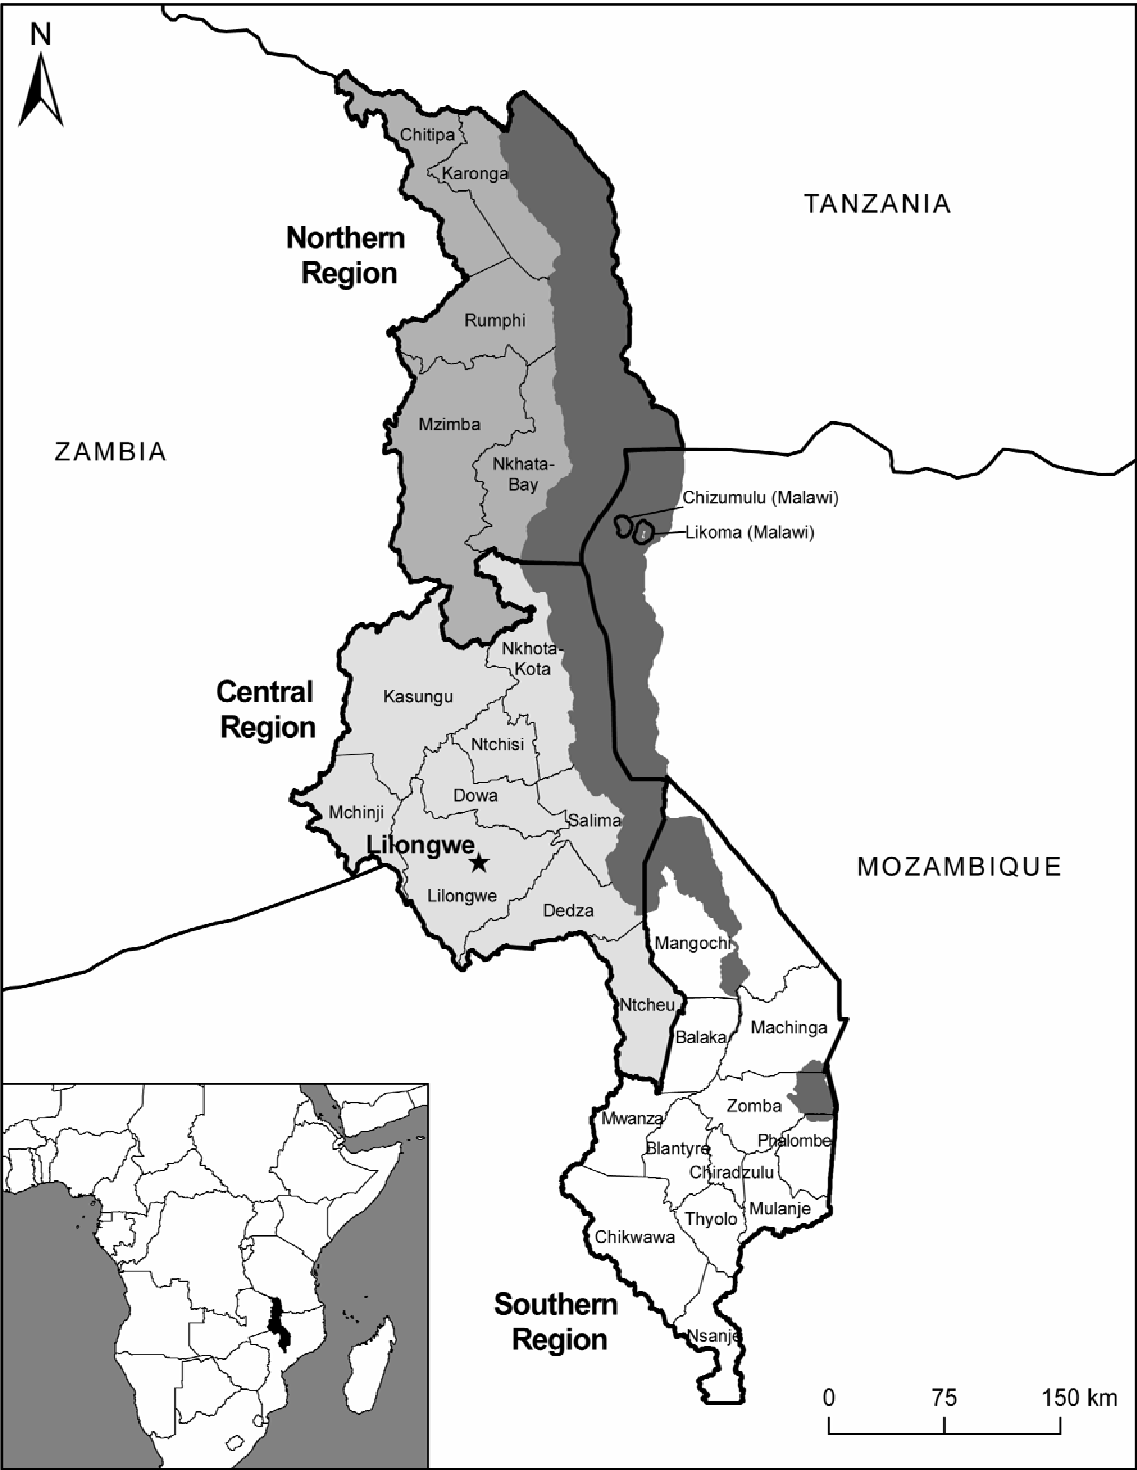 N
Chitipa
Karonga
TANZANIA
Northern
Region
Rumphi
Mzimba
ZAMBIA
Nkhata-
Bay
Chizumulu (Malawi)
Likoma (Malawi)
Nkhota-
Kota
Central
Region
Kasungu
Ntchisi
Dowa
Mchinji
Salima
Lilongwe
MOZAMBIQUE
Lilongwe
Dedza
Mangochi
Ntcheu
Balaka
Machinga
Zomba
Mwanza
Phalombe
Blantyre
Chiradzulu
Mulanje
Thyolo
Chikwawa
Southern
Region
Nsanje
0 75 150 km